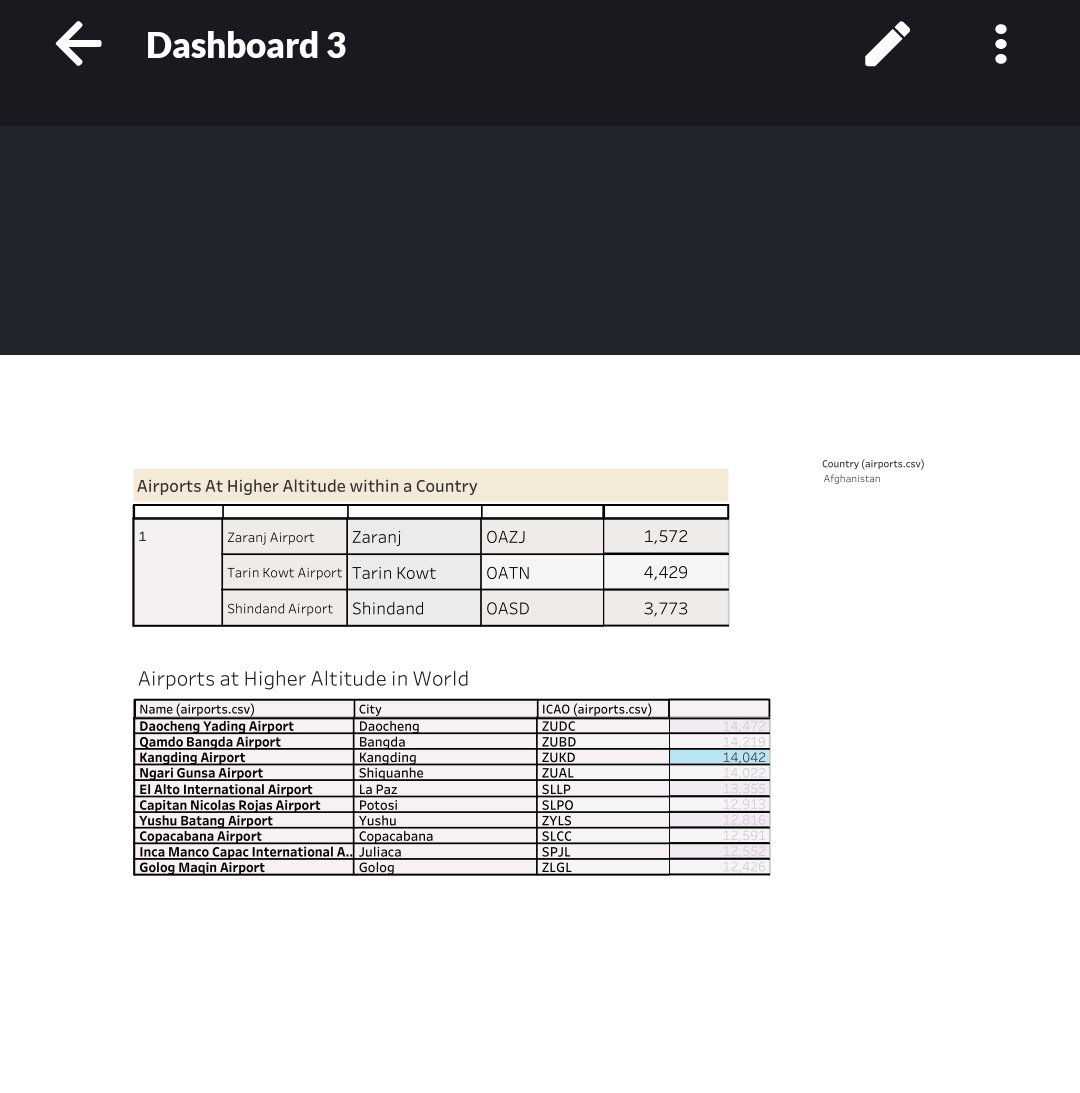 Dashboard 3
Country (airports.csv)
Afghanistan
Airports At Higher Altitude within a Country
1 Zaranj Airport Zaranj OAZJ 1,572
Tarin Kowt Airport Tarin Kowt OATN 4,429
Shindand Airport Shindand OASD 3,773
Airports at Higher Altitude in World
Name (airports.csv) City ICAO (airports.csv)
Daocheng Yading Airport Daocheng ZUDC 14,472
Qamdo Bangda Airport Bangda ZUBD 14,219
Kangding Airport Kangding ZUKD 14,042
Ngari Gunsa Airport Shiquanhe ZUAL 14,022
El Alto International Airport La Paz SLLP 13,355
Capitan Nicolas Rojas Airport Potosi SLPO 12,913
Yushu Batang Airport Yushu ZYLS 12,816
Copacabana Airport Copacabana SLCC 12,591
Inca Manco Capac International A.. Juliaca SPJL 12,552
Golog Maqin Airport Golog ZLGL 12,426